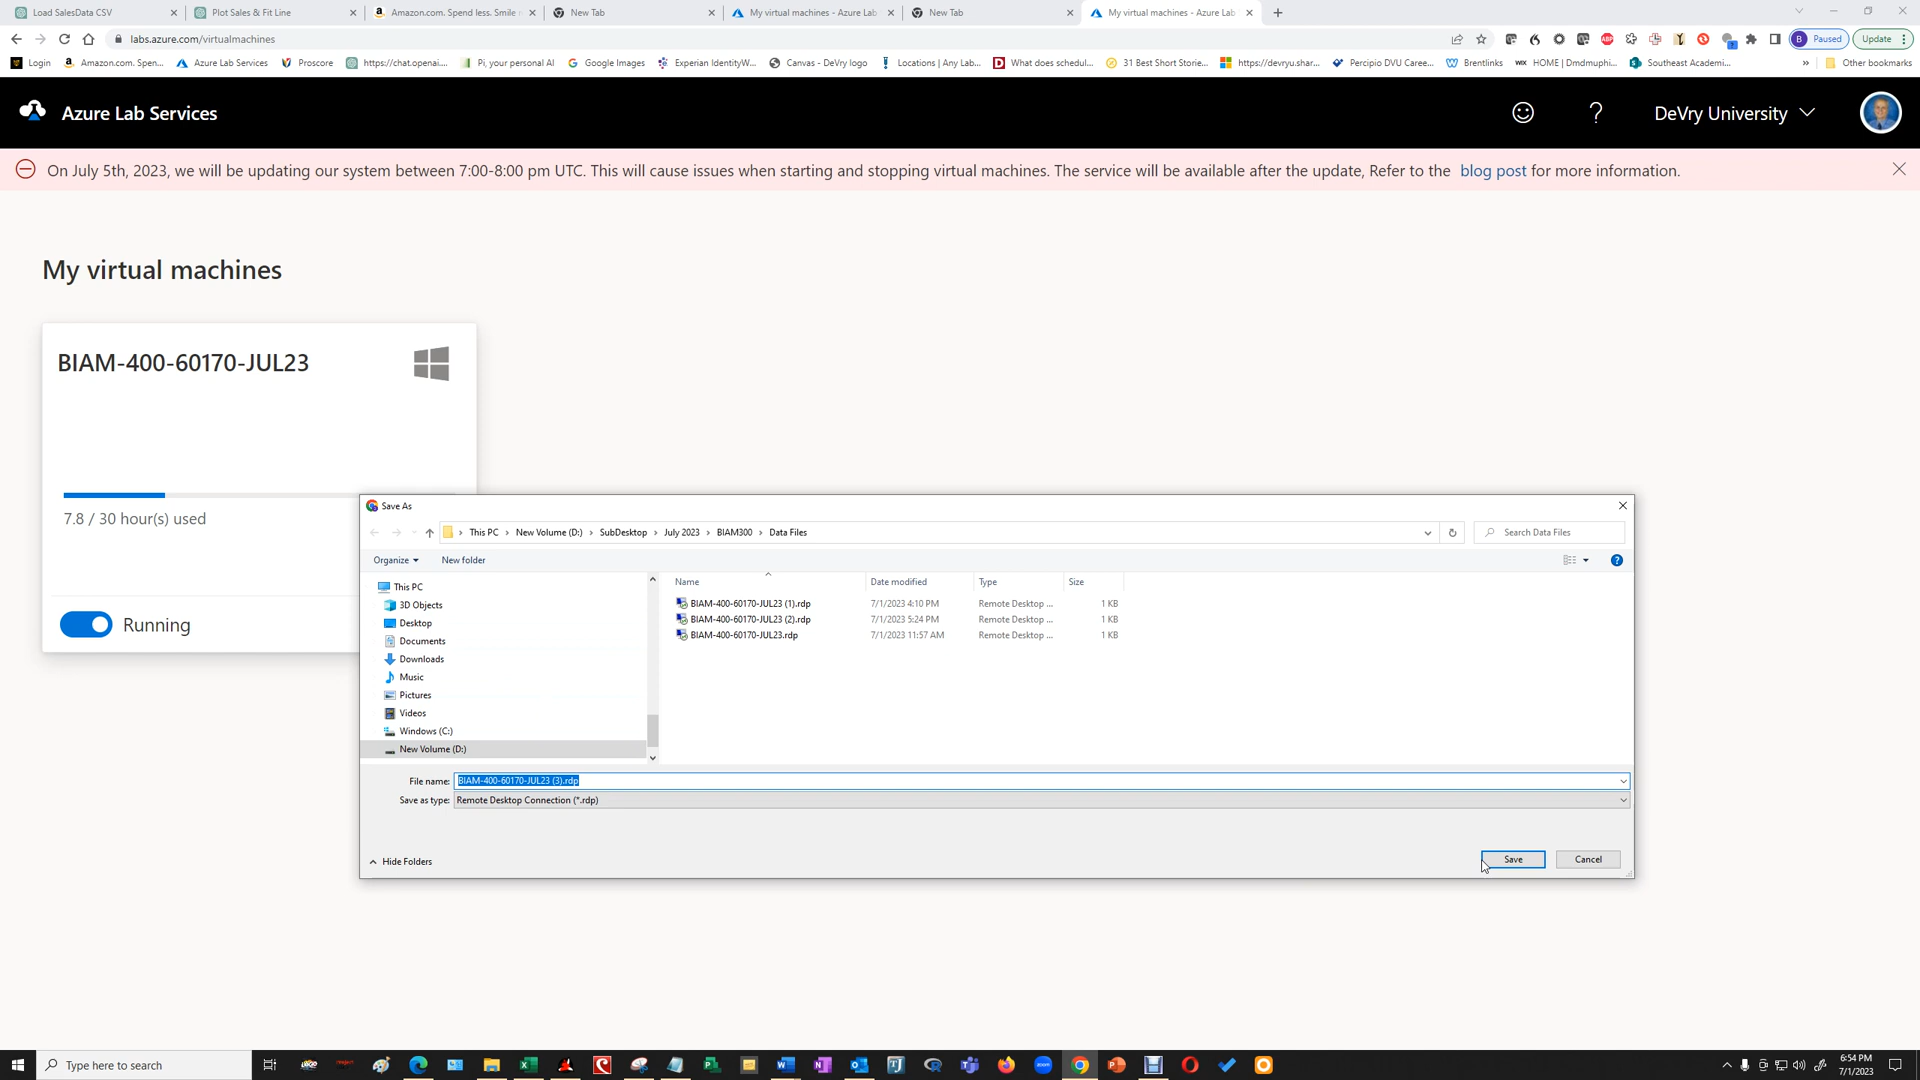 Load SalesData CSV
Plot Sales & Fit Line
Amazon.com. Spend less. Smile
New Tab
My virtual machines - Azure Lab
New Tab
My virtual machines - Azure Lab
labs.azure.com/virtualmachines
B Paused
Update
Login
Amazon.com. Spen...
Azure Lab Services
Proscore
https://chat.openai....
Pi, your personal AI
Google Images
Experian IdentityW...
Canvas - DeVry logo
Locations | Any Lab...
What does schedul...
31 Best Short Storie...
https://devryu.shar...
Percipio DVU Caree...
Brentlinks
WIX HOME | Dmdmuphi...
Southeast Academi...
»
Other bookmarks
Azure Lab Services
DeVry University
On July 5th, 2023, we will be updating our system between 7:00-8:00 pm UTC. This will cause issues when starting and stopping virtual machines. The service will be available after the update, Refer to the blog post for more information.
My virtual machines
BIAM-400-60170-JUL23
7.8 / 30 hour(s) used
Running
Save As
This PC › New Volume (D:) › SubDesktop › July 2023 › BIAM300 › Data Files
Search Data Files
Organize
New folder
This PC
3D Objects
Desktop
Documents
Downloads
Music
Pictures
Videos
Windows (C:)
New Volume (D:)
Name Date modified Type Size
BIAM-400-60170-JUL23 (1).rdp 7/1/2023 4:10 PM Remote Desktop ... 1 KB
BIAM-400-60170-JUL23 (2).rdp 7/1/2023 5:24 PM Remote Desktop ... 1 KB
BIAM-400-60170-JUL23.rdp 7/1/2023 11:57 AM Remote Desktop ... 1 KB
File name: BIAM-400-60170-JUL23 (3).rdp
Save as type: Remote Desktop Connection (*.rdp)
Hide Folders
Save
Cancel
Type here to search
6:54 PM
7/1/2023